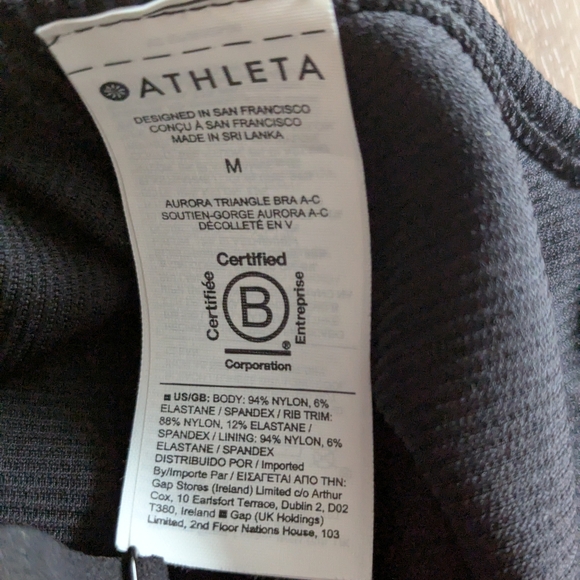 ATHLETA
DESIGNED IN SAN FRANCISCO
CONÇU À SAN FRANCISCO
MADE IN SRI LANKA
M
AURORA TRIANGLE BRA A-C
SOUTIEN-GORGE AURORA A-C
DÉCOLLETÉ EN V
Certified
Certifiée
B
Entreprise
®
Corporation
US/GB: BODY: 94% NYLON, 6%
ELASTANE / SPANDEX / RIB TRIM:
88% NYLON, 12% ELASTANE /
SPANDEX / LINING: 94% NYLON, 6%
ELASTANE / SPANDEX
DISTRIBUIDO POR / Imported
By/Importe Par / ΕΙΣΑΓΕΤΑΙ ΑΠΟ ΤΗΝ:
Gap Stores (Ireland) Limited c/o Arthur
Cox, 10 Earlsfort Terrace, Dublin 2, D02
T380, Ireland Gap (UK Holdings)
Limited, 2nd Floor Nations House, 103